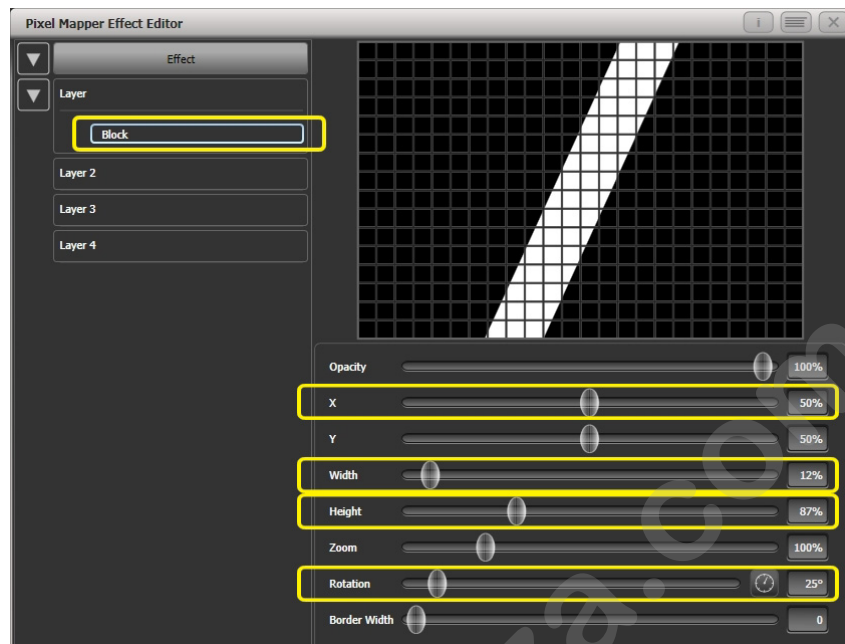 Pixel Mapper Effect Editor
i
Effect
Layer
Block
Layer 2
Layer 3
Layer 4
Opacity 100%
X 50%
Y 50%
Width 12%
Height 87%
Zoom 100%
Rotation 25°
Border Width 0